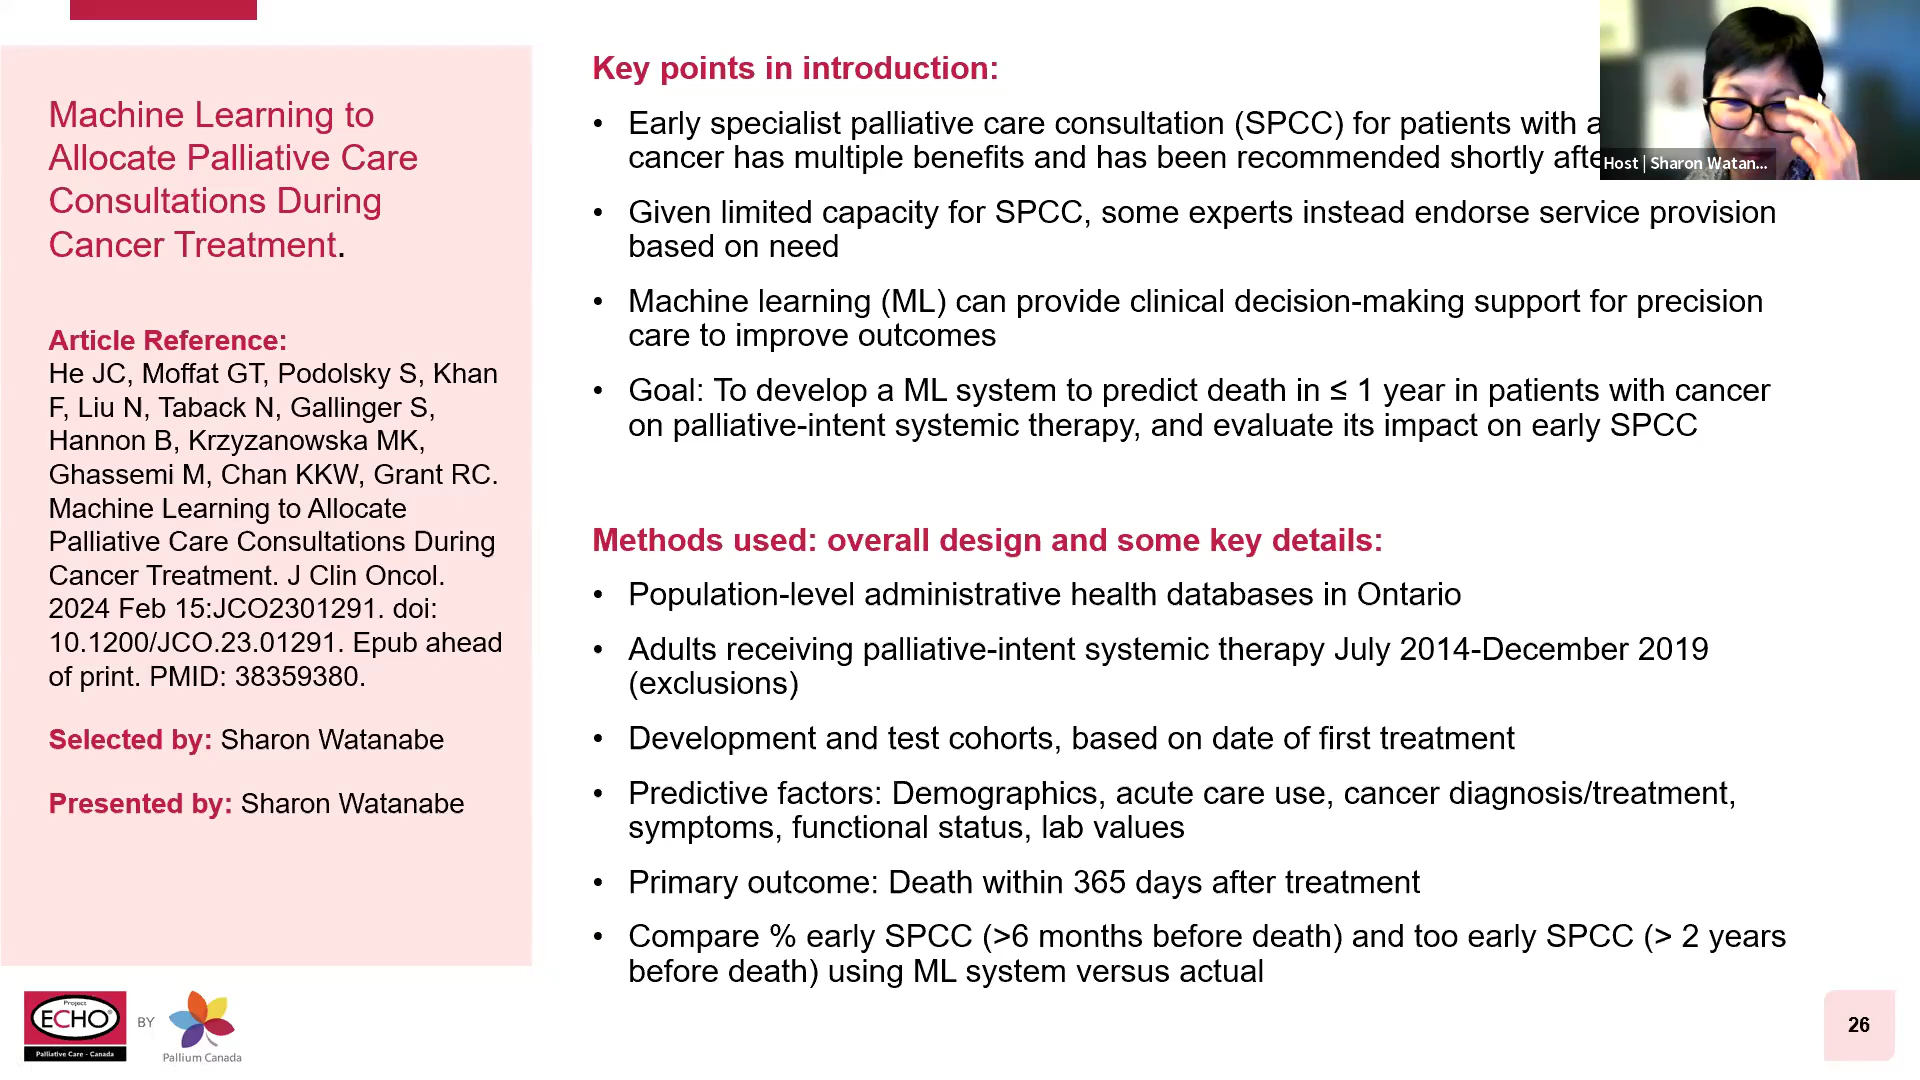 Machine Learning to
Allocate Palliative Care
Consultations During
Cancer Treatment.
Article Reference:
He JC, Moffat GT, Podolsky S, Khan
F, Liu N, Taback N, Gallinger S,
Hannon B, Krzyzanowska MK,
Ghassemi M, Chan KKW, Grant RC.
Machine Learning to Allocate
Palliative Care Consultations During
Cancer Treatment. J Clin Oncol.
2024 Feb 15:JCO2301291. doi:
10.1200/JCO.23.01291. Epub ahead
of print. PMID: 38359380.
Selected by: Sharon Watanabe
Presented by: Sharon Watanabe
Key points in introduction:
• Early specialist palliative care consultation (SPCC) for patients with a
cancer has multiple benefits and has been recommended shortly afte
• Given limited capacity for SPCC, some experts instead endorse service provision
based on need
• Machine learning (ML) can provide clinical decision-making support for precision
care to improve outcomes
• Goal: To develop a ML system to predict death in ≤ 1 year in patients with cancer
on palliative-intent systemic therapy, and evaluate its impact on early SPCC
Methods used: overall design and some key details:
• Population-level administrative health databases in Ontario
• Adults receiving palliative-intent systemic therapy July 2014-December 2019
(exclusions)
• Development and test cohorts, based on date of first treatment
• Predictive factors: Demographics, acute care use, cancer diagnosis/treatment,
symptoms, functional status, lab values
• Primary outcome: Death within 365 days after treatment
• Compare % early SPCC (>6 months before death) and too early SPCC (> 2 years
before death) using ML system versus actual
Host | Sharon Watan...
Project
ECHO®
Palliative Care - Canada
BY
Pallium Canada
26